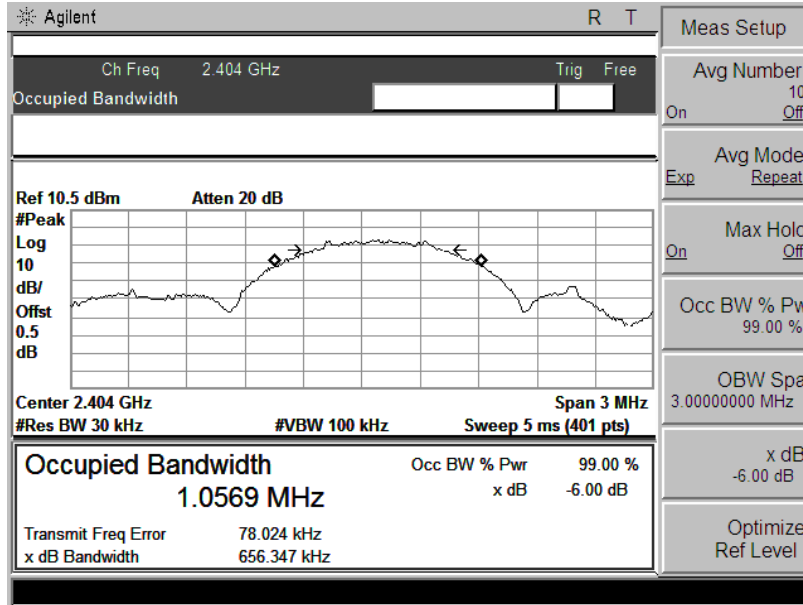 Agilent R T
Ch Freq 2.404 GHz Trig Free
Occupied Bandwidth
Ref 10.5 dBm Atten 20 dB
#Peak
Log
10
dB/
Offst
0.5
dB
Center 2.404 GHz Span 3 MHz
#Res BW 30 kHz #VBW 100 kHz Sweep 5 ms (401 pts)
Occupied Bandwidth Occ BW % Pwr 99.00 %
1.0569 MHz x dB -6.00 dB
Transmit Freq Error 78.024 kHz
x dB Bandwidth 656.347 kHz
Meas Setup
Avg Number
10
On Off
Avg Mode
Exp Repeat
Max Hold
On Off
Occ BW % Pw
99.00 %
OBW Spa
3.00000000 MHz
x dB
-6.00 dB
Optimize
Ref Level